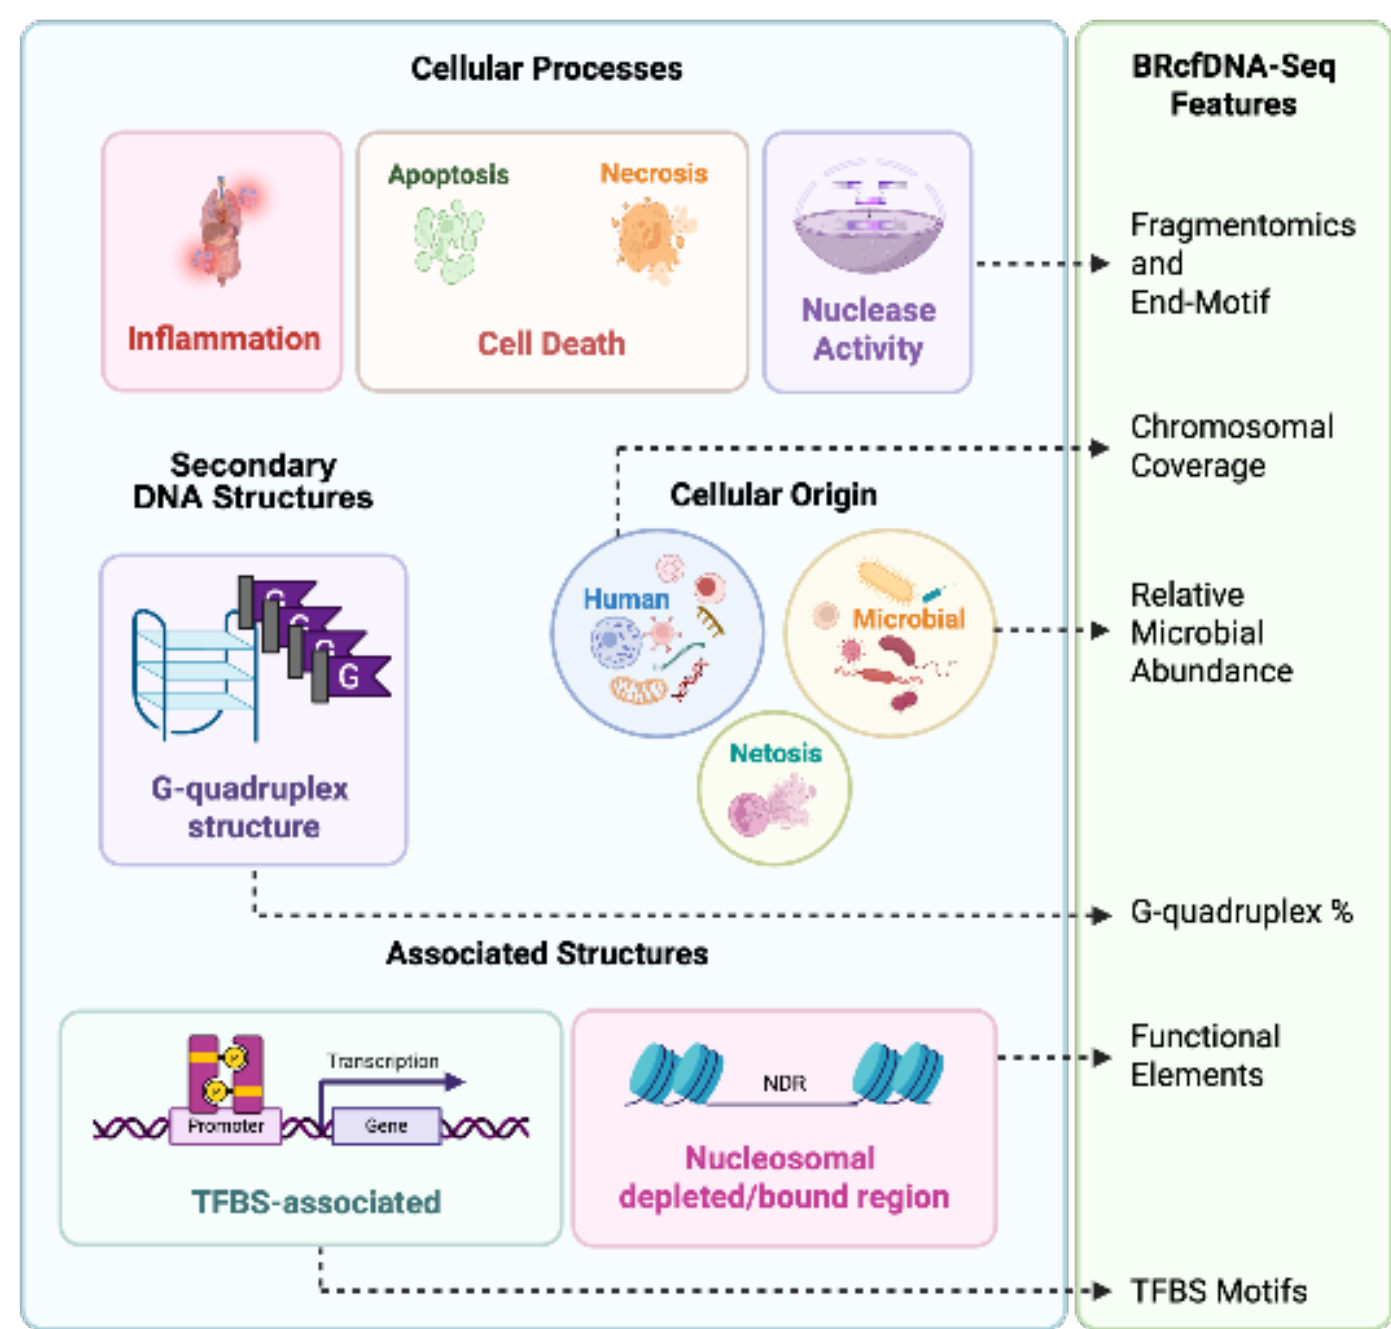 Cellular Processes
BRcfDNA-Seq
Features
Inflammation
Apoptosis
Necrosis
Cell Death
Nuclease
Activity
Fragmentomics
and
End-Motif
Secondary
DNA Structures
G
G
G
G
G-quadruplex
structure
Cellular Origin
Human
Microbial
Netosis
Chromosomal
Coverage
Relative
Microbial
Abundance
G-quadruplex %
Associated Structures
Transcription
Promoter
Gene
TFBS-associated
NDR
Nucleosomal
depleted/bound region
Functional
Elements
TFBS Motifs